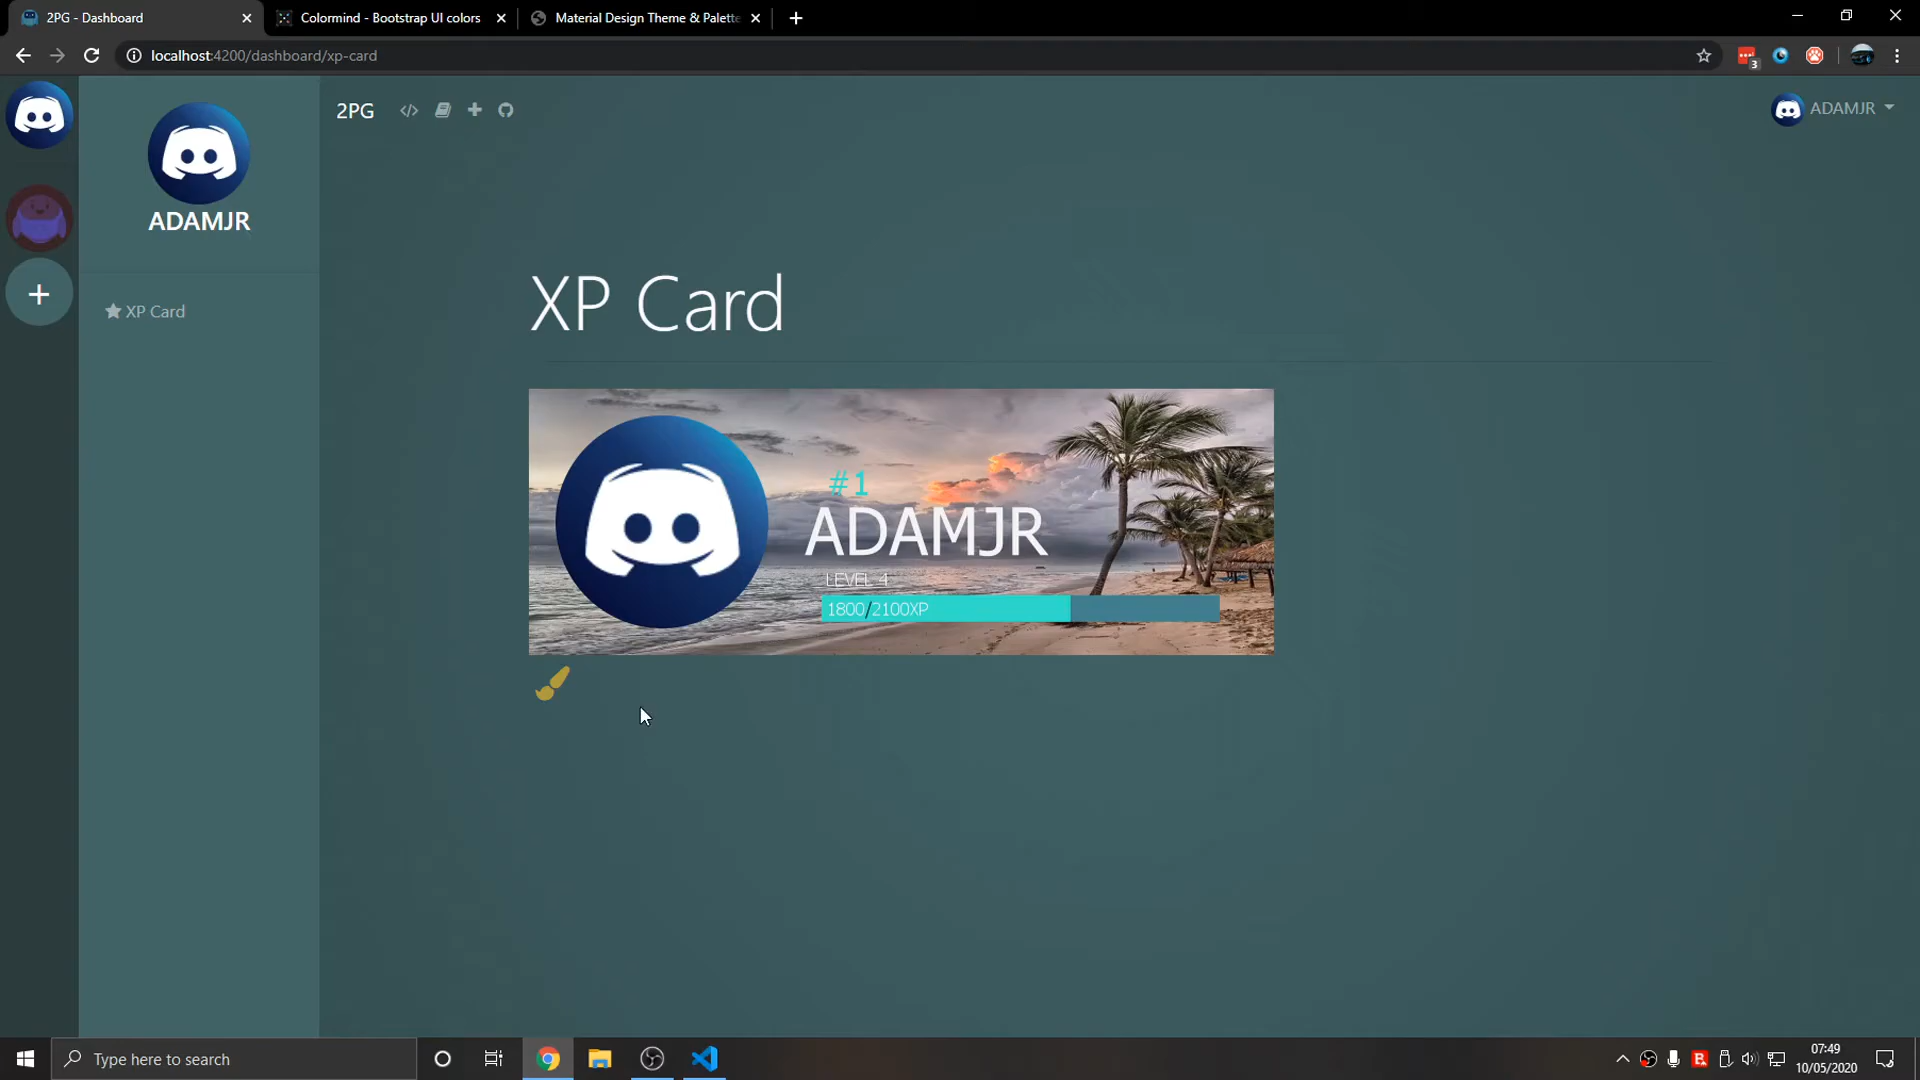 2PG - Dashboard
Colormind - Bootstrap UI colors
Material Design Theme & Palette
localhost:4200/dashboard/xp-card
3
2PG
ADAMJR
ADAMJR
XP Card
XP Card
#1
ADAMJR
LEVEL 4
1800/2100XP
Type here to search
07:49
10/05/2020